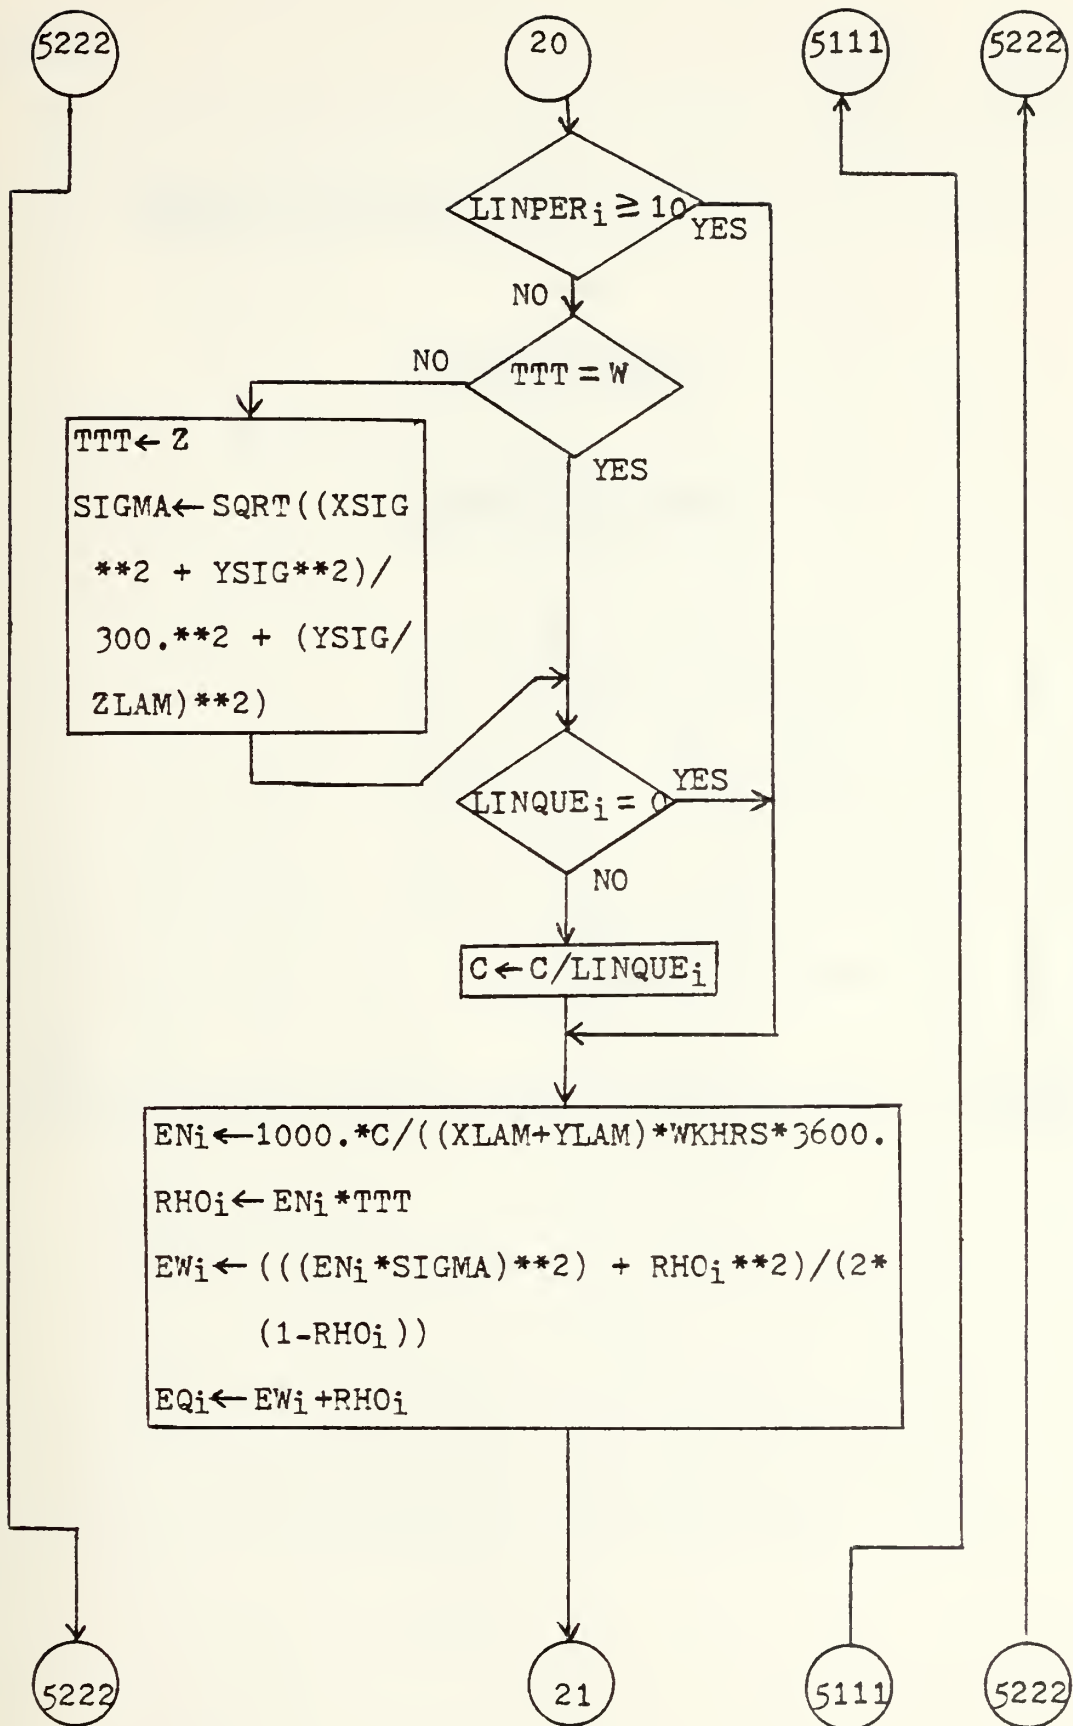 5222
20
5111
5222
LINPERi ≥ 10
YES
NO
NO
TTT = W
YES
TTT ← Z
SIGMA ← SQRT((XSIG
**2 + YSIG**2)/
300.**2 + (YSIG/
ZLAM)**2)
LINQUEi = 0
YES
NO
C ← C/LINQUEi
ENi ← 1000.*C/((XLAM+YLAM)*WKHRS*3600.
RHOi ← ENi*TTT
EWi ← (((ENi*SIGMA)**2) + RHOi**2)/(2*
(1-RHOi))
EQi ← EWi+RHOi
5222
21
5111
5222